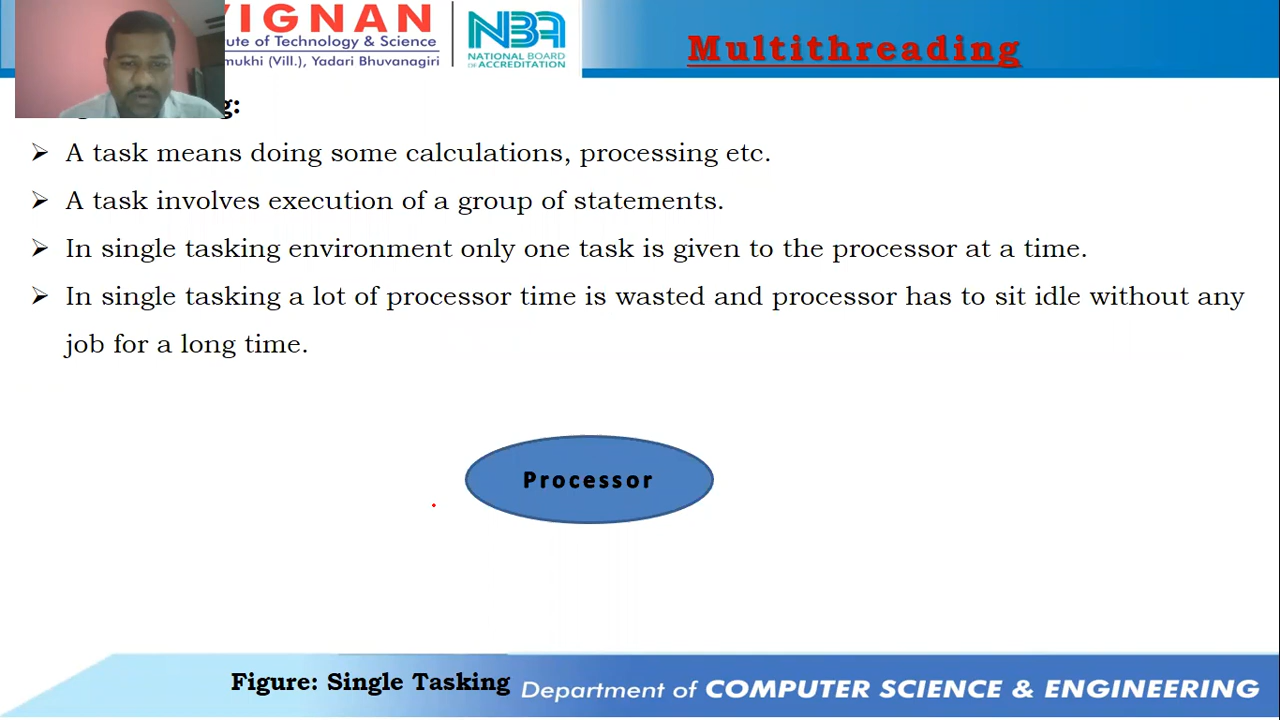 VIGNAN
itute of Technology & Science
mukhi (Vill.), Yadari Bhuvanagiri
NBA
NATIONAL BOARD
OF ACCREDITATION
Multithreading
g:
➢ A task means doing some calculations, processing etc.
➢ A task involves execution of a group of statements.
➢ In single tasking environment only one task is given to the processor at a time.
➢ In single tasking a lot of processor time is wasted and processor has to sit idle without any
job for a long time.
Processor
Figure: Single Tasking
Department of COMPUTER SCIENCE & ENGINEERING